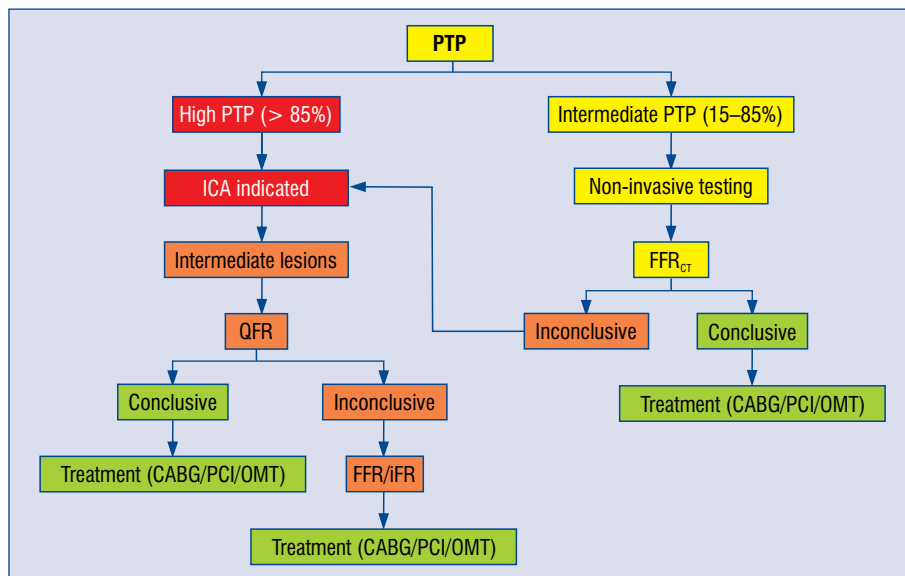 PTP
High PTP (> 85%)
Intermediate PTP (15–85%)
ICA indicated
Non-invasive testing
Intermediate lesions
FFRCT
QFR
Inconclusive
Conclusive
Conclusive
Inconclusive
Treatment (CABG/PCI/OMT)
Treatment (CABG/PCI/OMT)
FFR/iFR
Treatment (CABG/PCI/OMT)